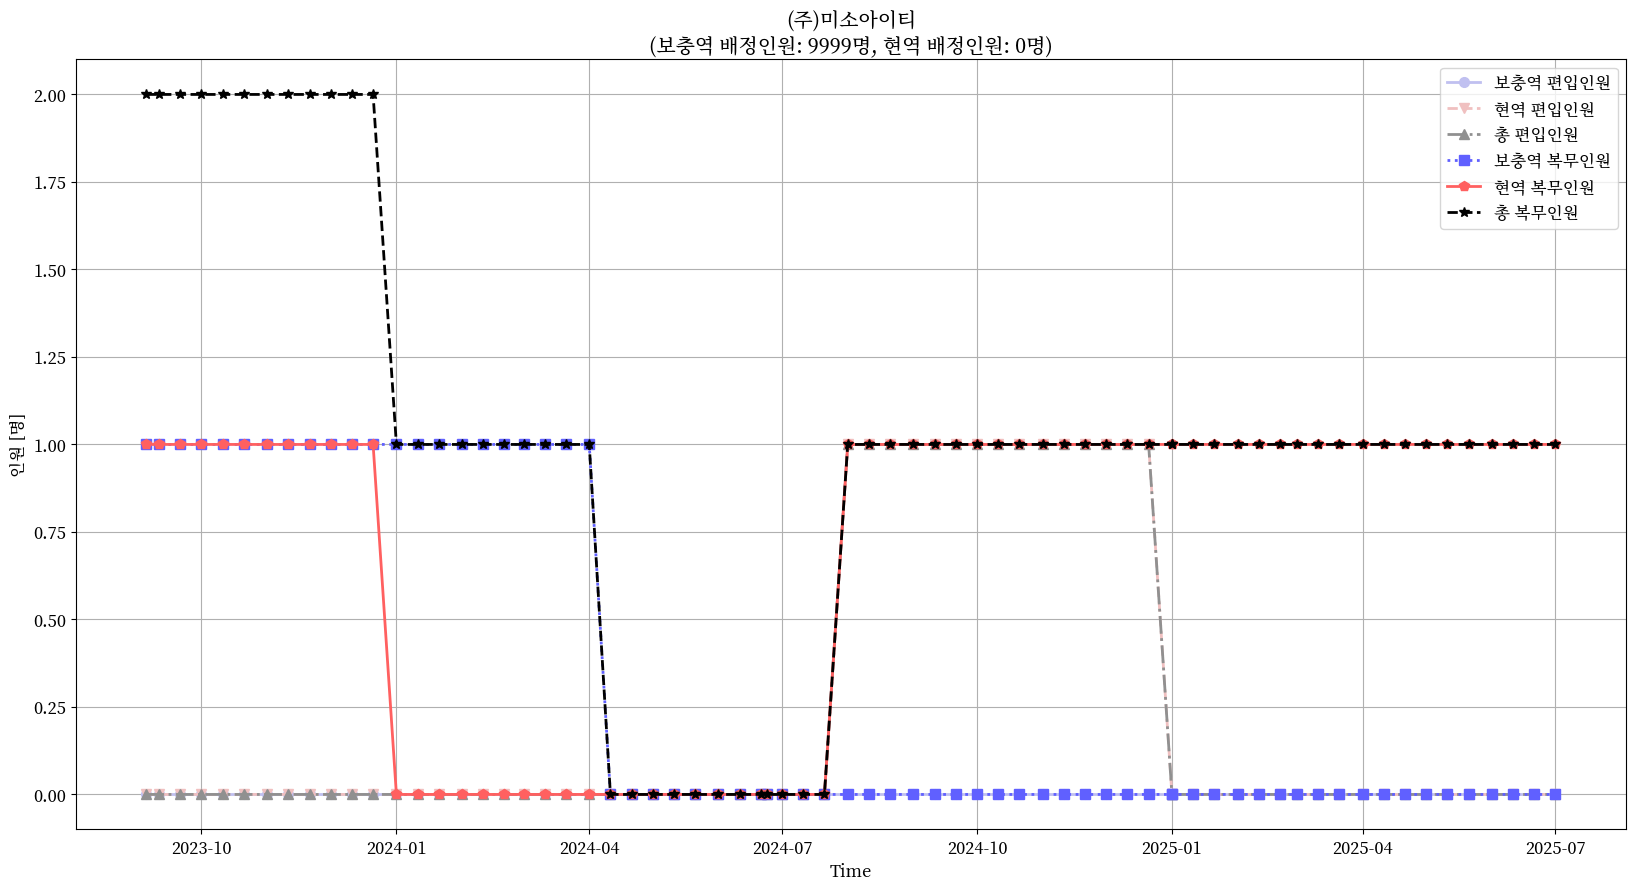 (주)미소아이티
(보충역 배정인원: 9999명, 현역 배정인원: 0명)
보충역 편입인원
현역 편입인원
총 편입인원
보충역 복무인원
현역 복무인원
총 복무인원
인원 [명]
2.00
1.75
1.50
1.25
1.00
0.75
0.50
0.25
0.00
2023-10 2024-01 2024-04 2024-07 2024-10 2025-01 2025-04 2025-07
Time